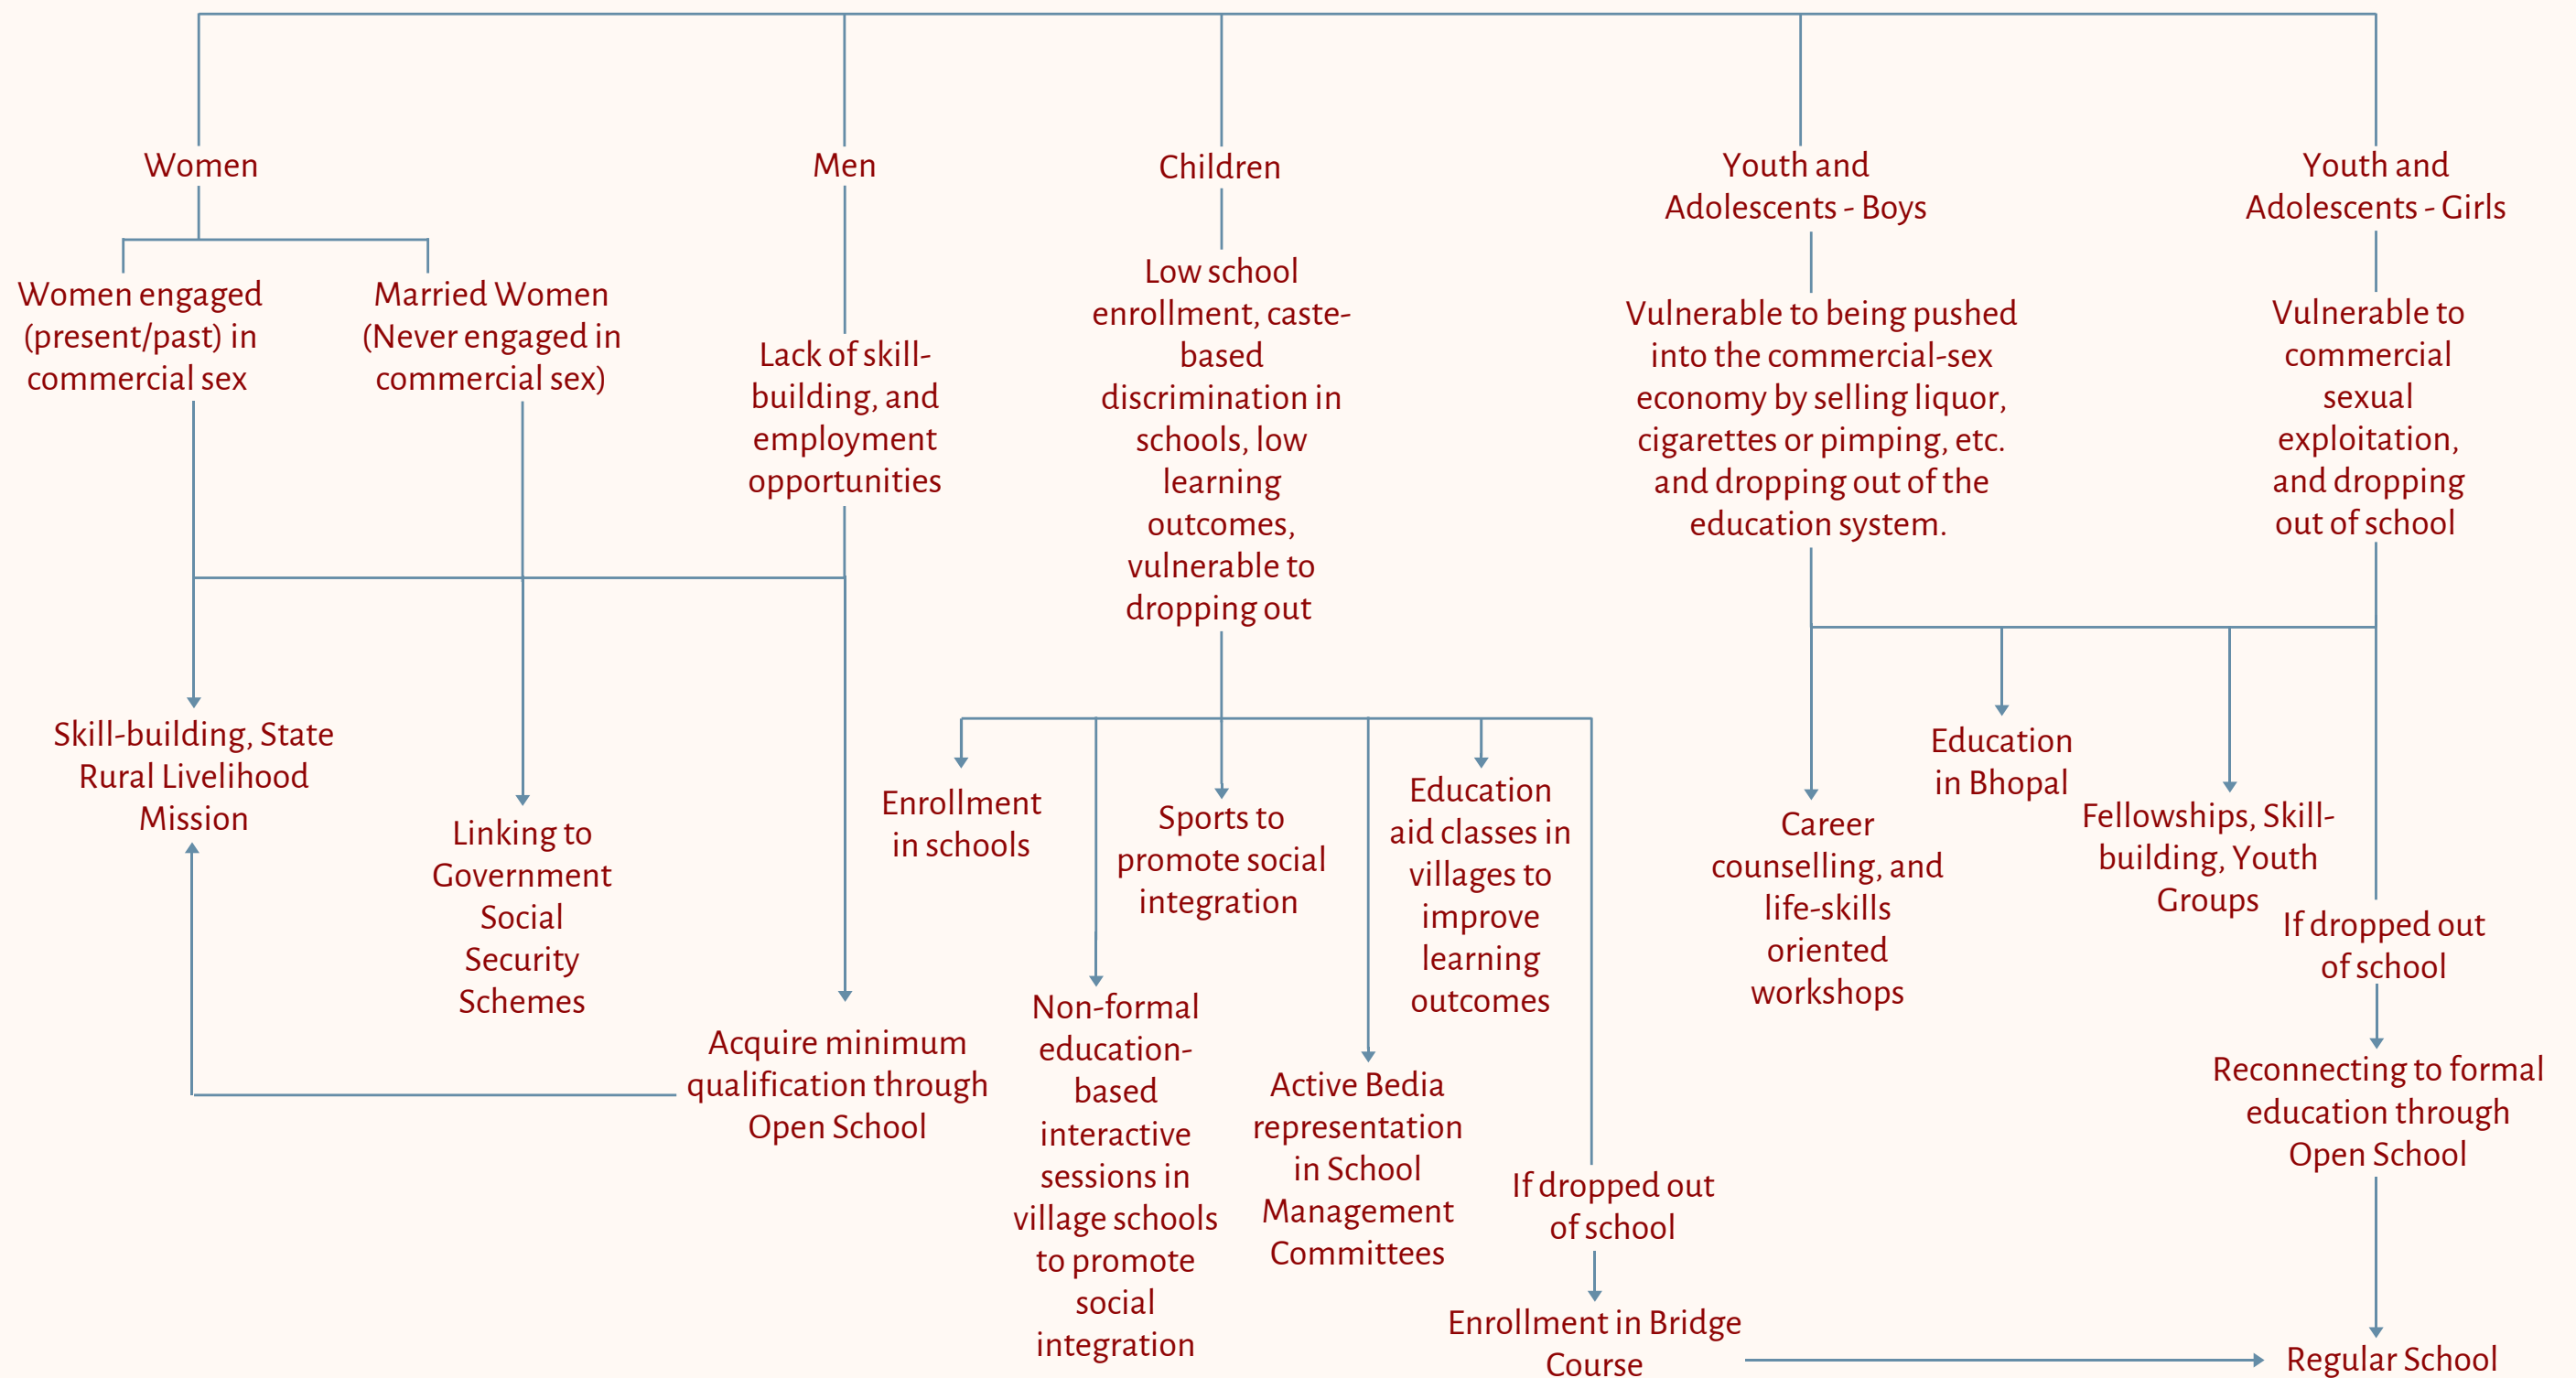 Women
Men
Children
Youth and
Adolescents - Boys
Youth and
Adolescents - Girls
Women engaged
(present/past) in
commercial sex
Married Women
(Never engaged in
commercial sex)
Lack of skill-
building, and
employment
opportunities
Low school
enrollment, caste-
based
discrimination in
schools, low
learning
outcomes,
vulnerable to
dropping out
Vulnerable to being pushed
into the commercial-sex
economy by selling liquor,
cigarettes or pimping, etc.
and dropping out of the
education system.
Vulnerable to
commercial
sexual
exploitation,
and dropping
out of school
Skill-building, State
Rural Livelihood
Mission
Linking to
Government
Social
Security
Schemes
Acquire minimum
qualification through
Open School
Enrollment
in schools
Non-formal
education-
based
interactive
sessions in
village schools
to promote
social
integration
Sports to
promote social
integration
Active Bedia
representation
in School
Management
Committees
Education
aid classes in
villages to
improve
learning
outcomes
If dropped out
of school
Enrollment in Bridge
Course
Career
counselling, and
life-skills
oriented
workshops
Education
in Bhopal
Fellowships, Skill-
building, Youth
Groups
If dropped out
of school
Reconnecting to formal
education through
Open School
Regular School